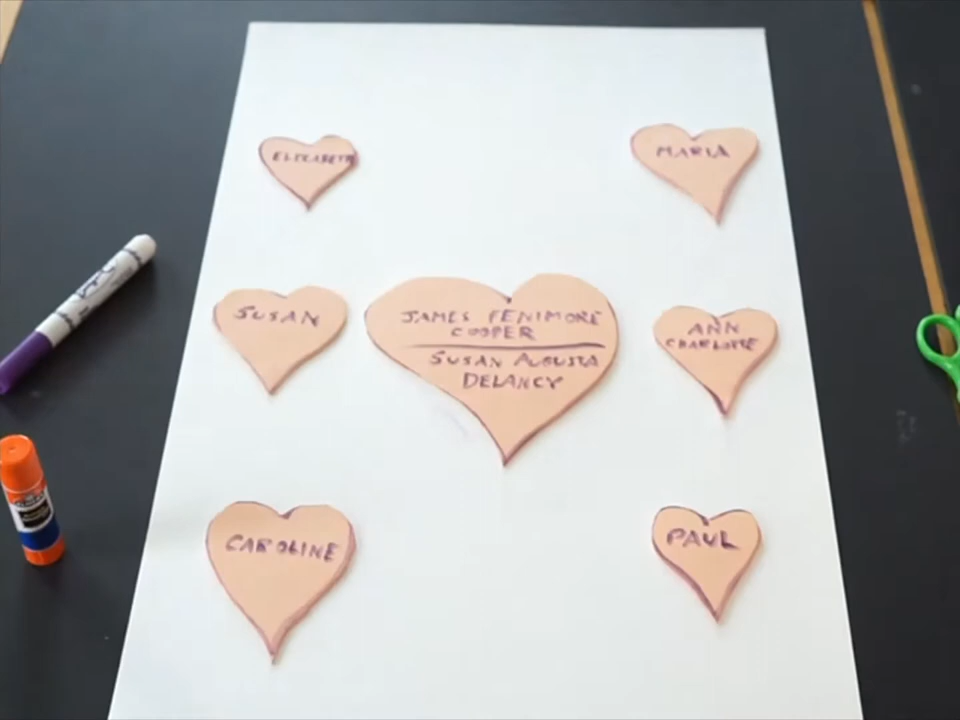 ELIZABETH
MARIA
SUSAN
JAMES FENIMORE
COOPER
SUSAN AUGUSTA
DELANCY
ANN
CHARLOTTE
CAROLINE
PAUL